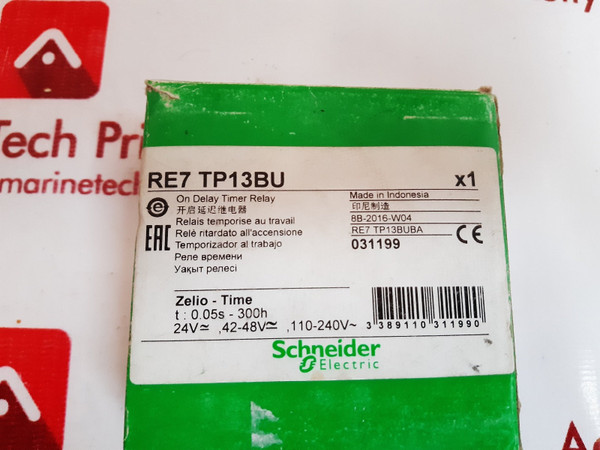 Tech Pri
marinetech
RE7 TP13BU
x1
On Delay Timer Relay
开启延迟继电器
Relais temporise au travail
Relé ritardato all'accensione
Temporizador al trabajo
Реле времени
Уақыт релесі
EAC
Made in Indonesia
印尼制造
8B-2016-W04
RE7 TP13BUBA
031199
CE
Zelio - Time
t : 0.05s - 300h
24V≂ ,42-48V≂ ,110-240V~
3 389110 311990
Schneider
Electric